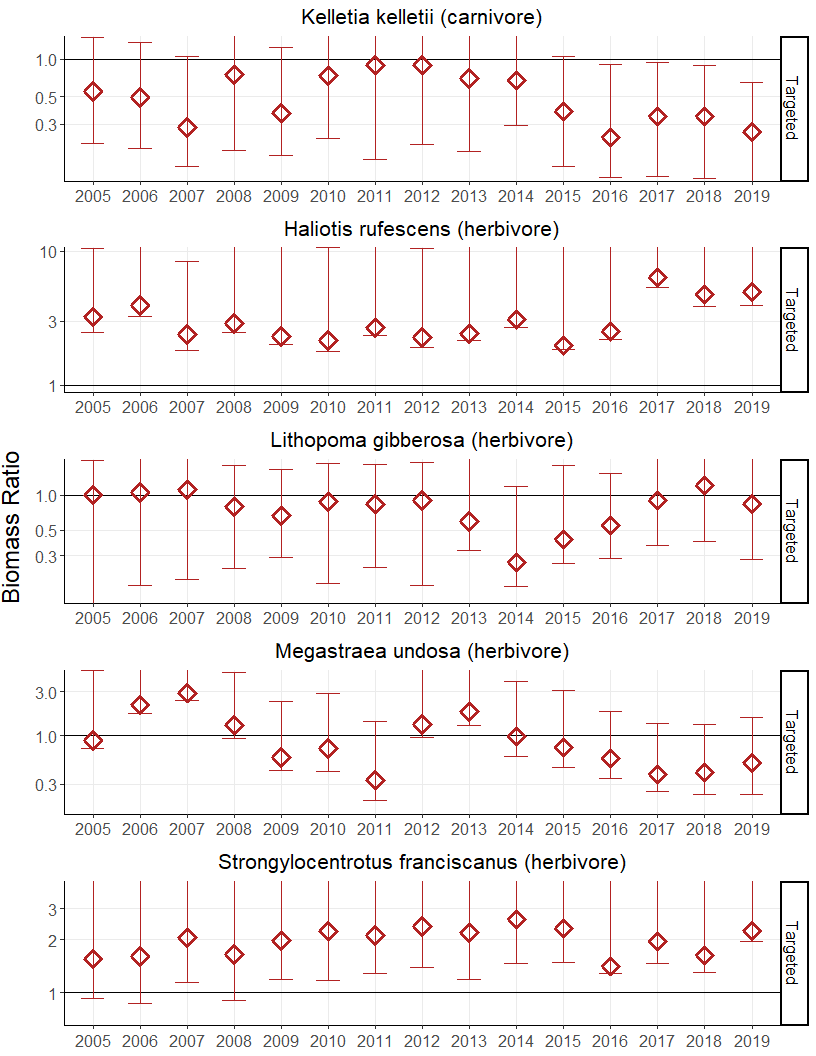 Kelletia kelletii (carnivore)
1.0
0.5
0.3
Targeted
2005 2006 2007 2008 2009 2010 2011 2012 2013 2014 2015 2016 2017 2018 2019
Haliotis rufescens (herbivore)
10
3
1
Targeted
2005 2006 2007 2008 2009 2010 2011 2012 2013 2014 2015 2016 2017 2018 2019
Lithopoma gibberosa (herbivore)
Biomass Ratio
1.0
0.5
0.3
Targeted
2005 2006 2007 2008 2009 2010 2011 2012 2013 2014 2015 2016 2017 2018 2019
Megastraea undosa (herbivore)
3.0
1.0
0.3
Targeted
2005 2006 2007 2008 2009 2010 2011 2012 2013 2014 2015 2016 2017 2018 2019
Strongylocentrotus franciscanus (herbivore)
3
2
1
Targeted
2005 2006 2007 2008 2009 2010 2011 2012 2013 2014 2015 2016 2017 2018 2019